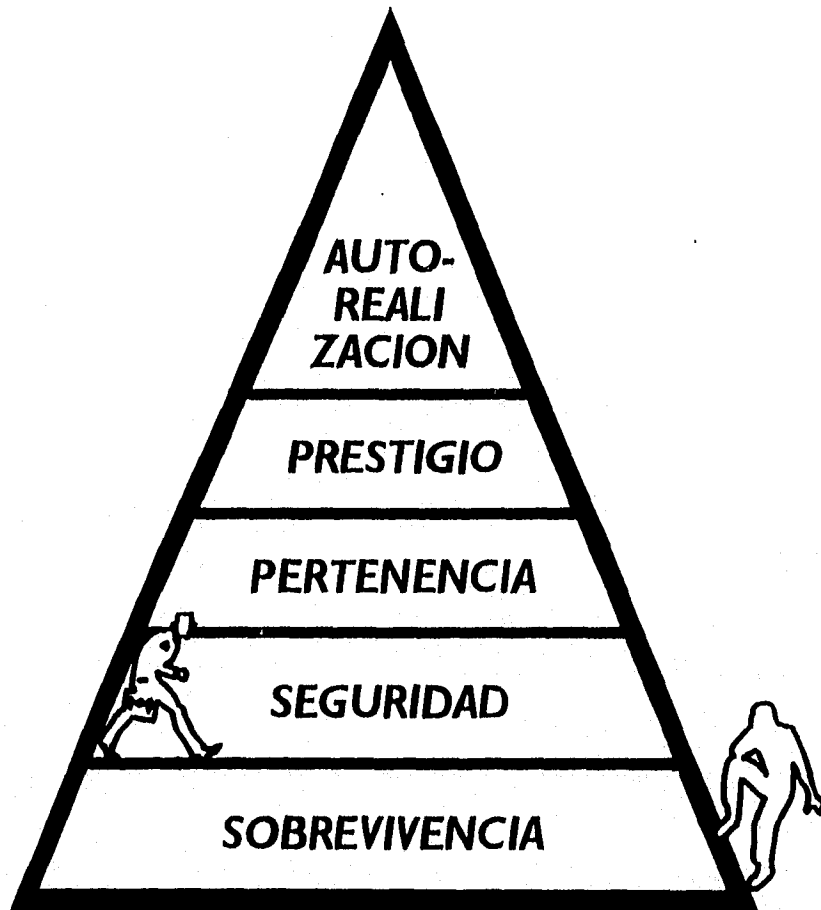 AUTO-
REALI
ZACION
PRESTIGIO
PERTENENCIA
SEGURIDAD
SOBREVIVENCIA